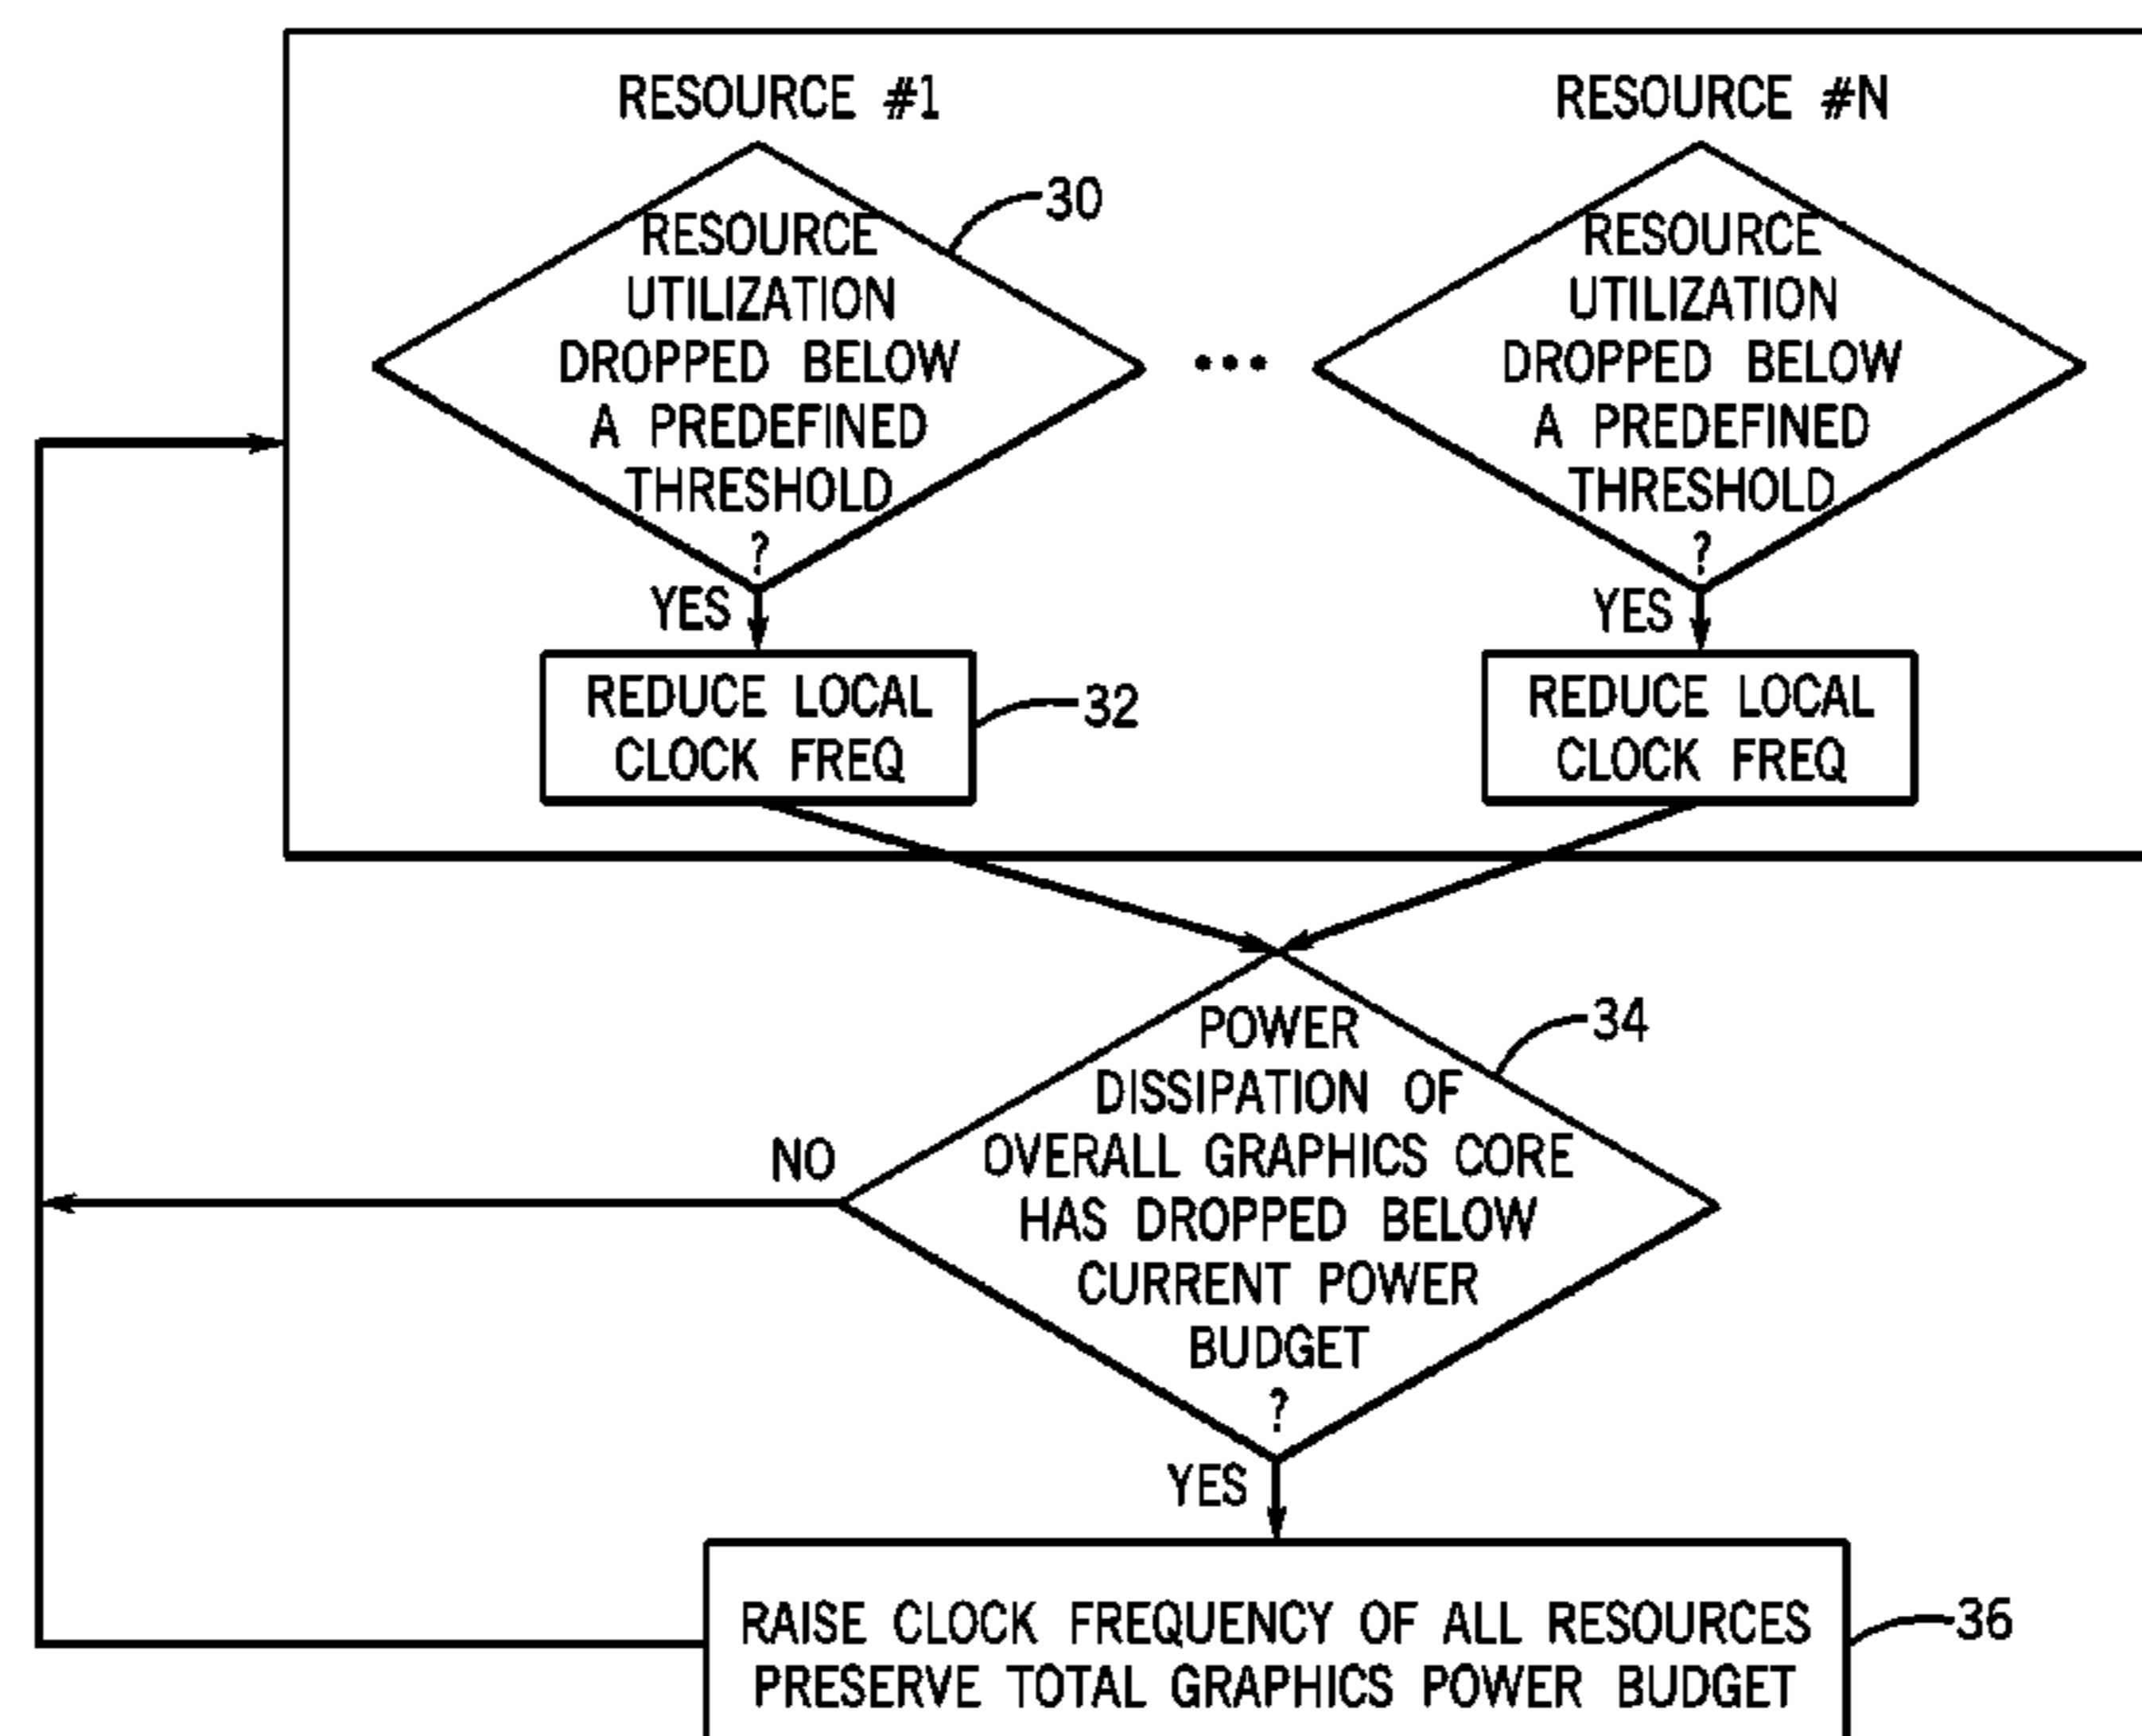 RESOURCE #1
RESOURCE
UTILIZATION
DROPPED BELOW
A PREDEFINED
THRESHOLD
?
30
YES
REDUCE LOCAL
CLOCK FREQ
32
•••
RESOURCE #N
RESOURCE
UTILIZATION
DROPPED BELOW
A PREDEFINED
THRESHOLD
?
YES
REDUCE LOCAL
CLOCK FREQ
POWER
DISSIPATION OF
OVERALL GRAPHICS CORE
HAS DROPPED BELOW
CURRENT POWER
BUDGET
?
34
NO
YES
RAISE CLOCK FREQUENCY OF ALL RESOURCES
PRESERVE TOTAL GRAPHICS POWER BUDGET
36